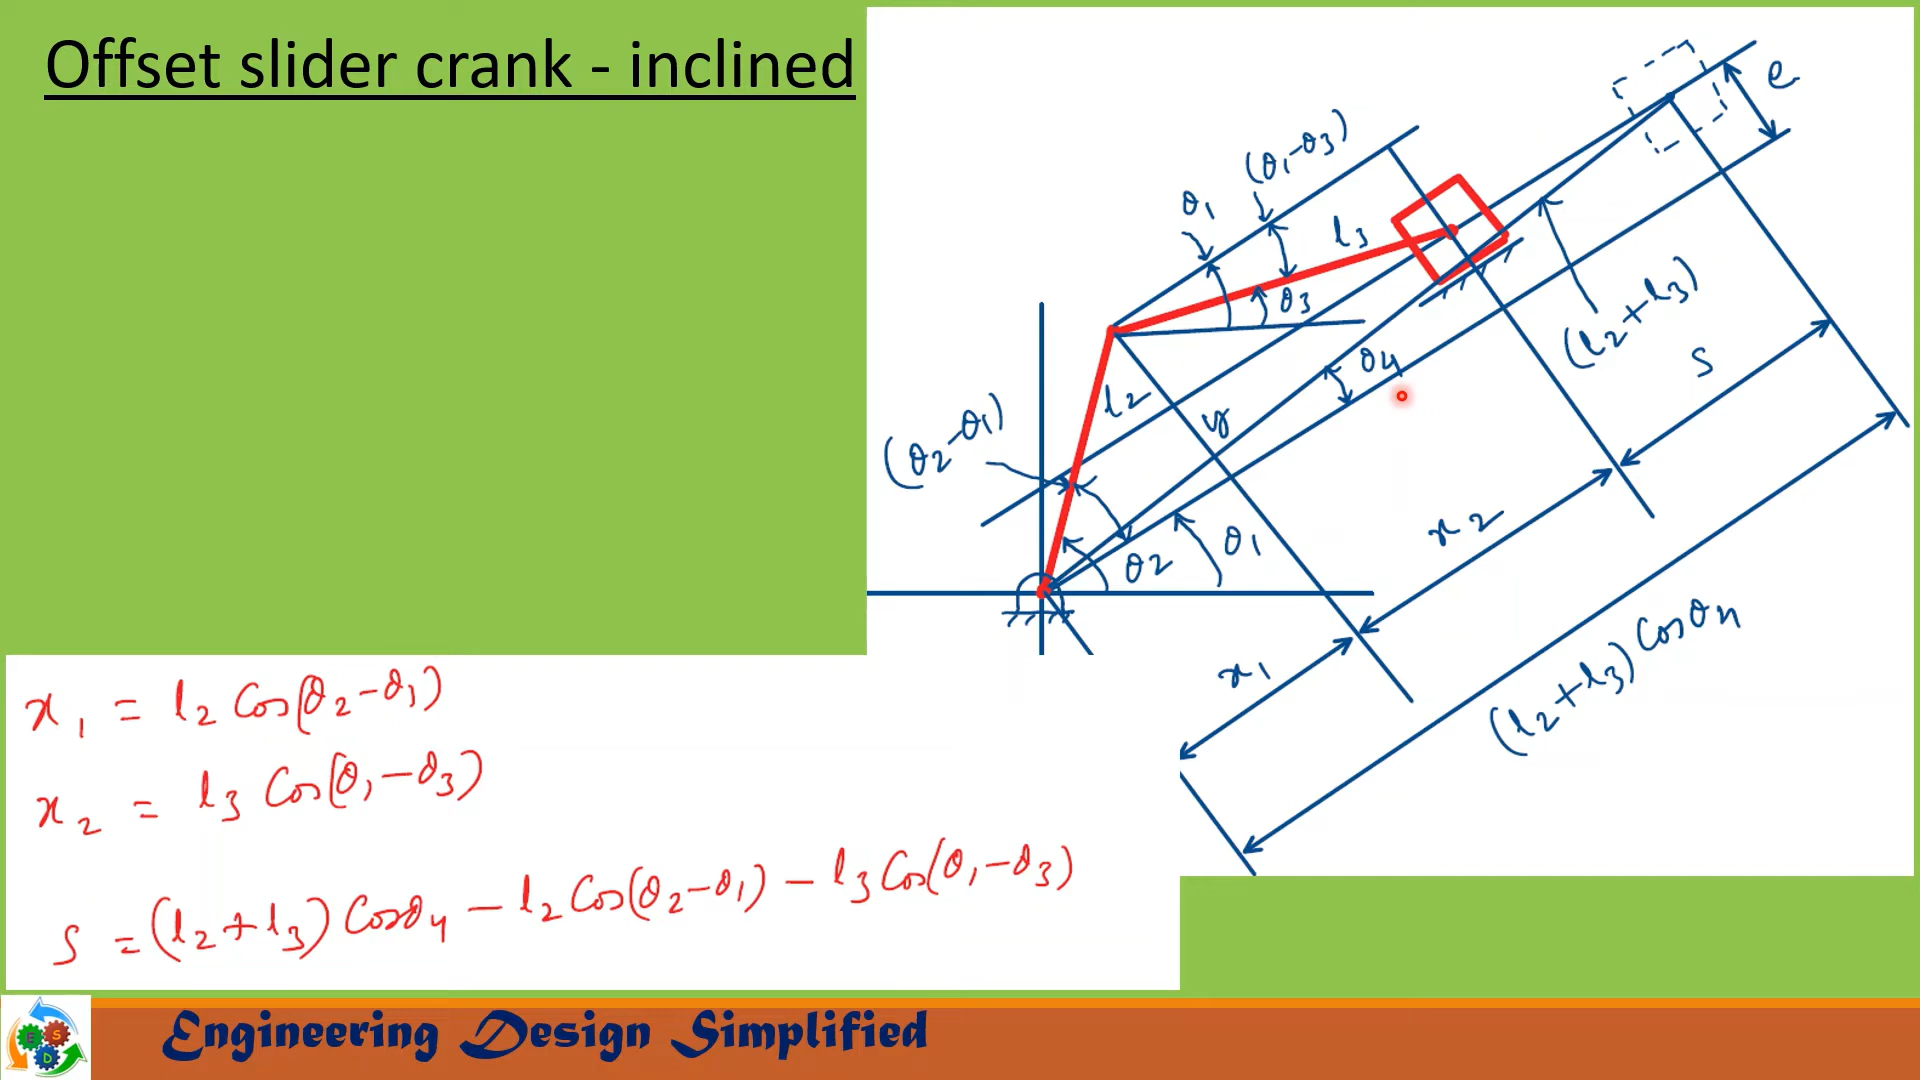 Offset slider crank - inclined
e
(θ1-θ3)
θ1
l3
θ3
(l2+l3)
S
θ4
l2
y
(θ2-θ1)
x2
θ1
θ2
(l2+l3) Cosθ4
x1
x1 = l2 Cos(θ2-θ1)
x2 = l3 Cos(θ1-θ3)
S = (l2+l3) Cosθ4 - l2 Cos(θ2-θ1) - l3 Cos(θ1-θ3)
E S D
Engineering Design Simplified